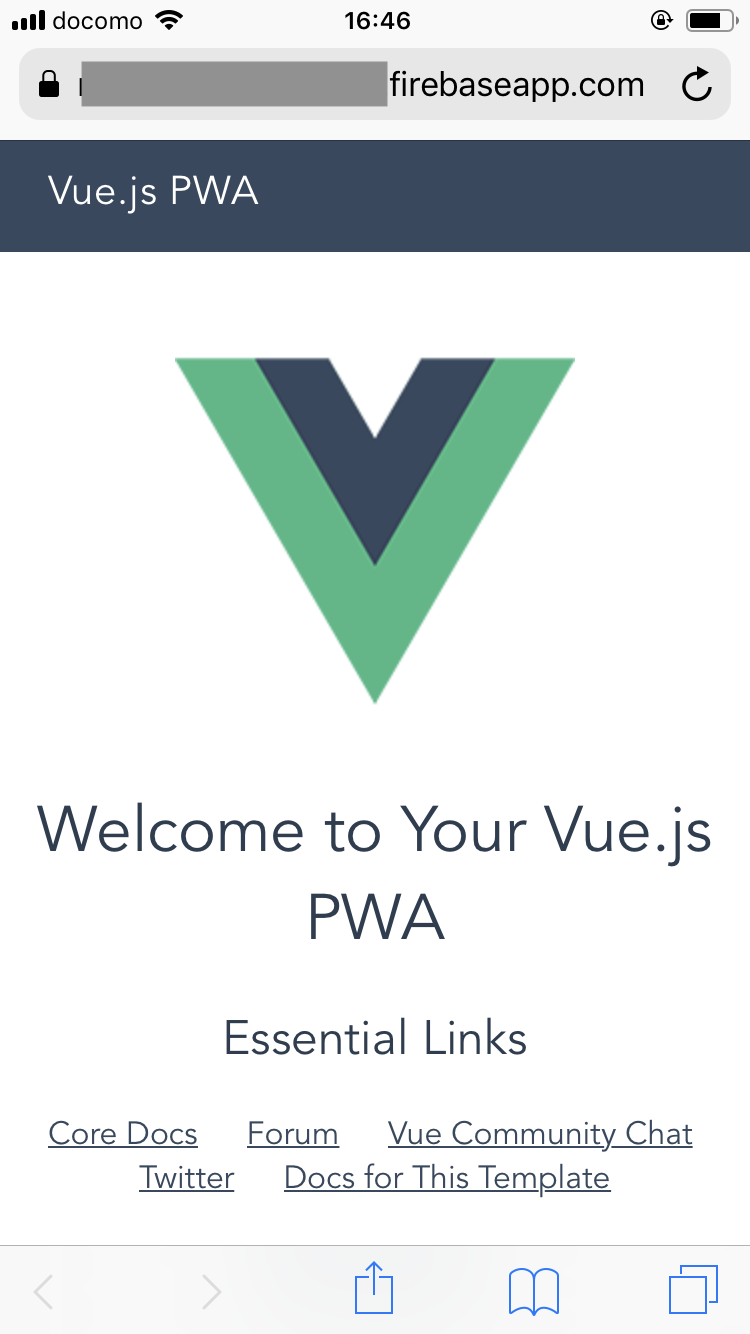 docomo 16:46
firebaseapp.com
Vue.js PWA
Welcome to Your Vue.js
PWA
Essential Links
Core Docs Forum Vue Community Chat
Twitter Docs for This Template